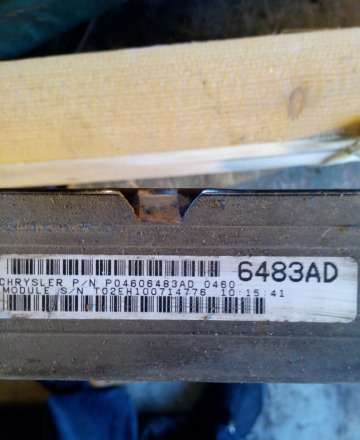 6483AD
CHRYSLER P/N P04606483AD 0460
MODULE S/N T02EH100714776 10:15:41